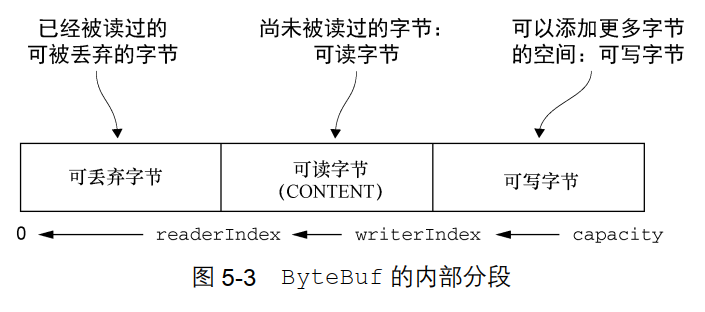 已经被读过的
可被丢弃的字节
尚未被读过的字节：
可读字节
可以添加更多字节
的空间：可写字节
可丢弃字节
可读字节
（CONTENT）
可写字节
0 readerIndex writerIndex capacity
图 5-3 ByteBuf 的内部分段